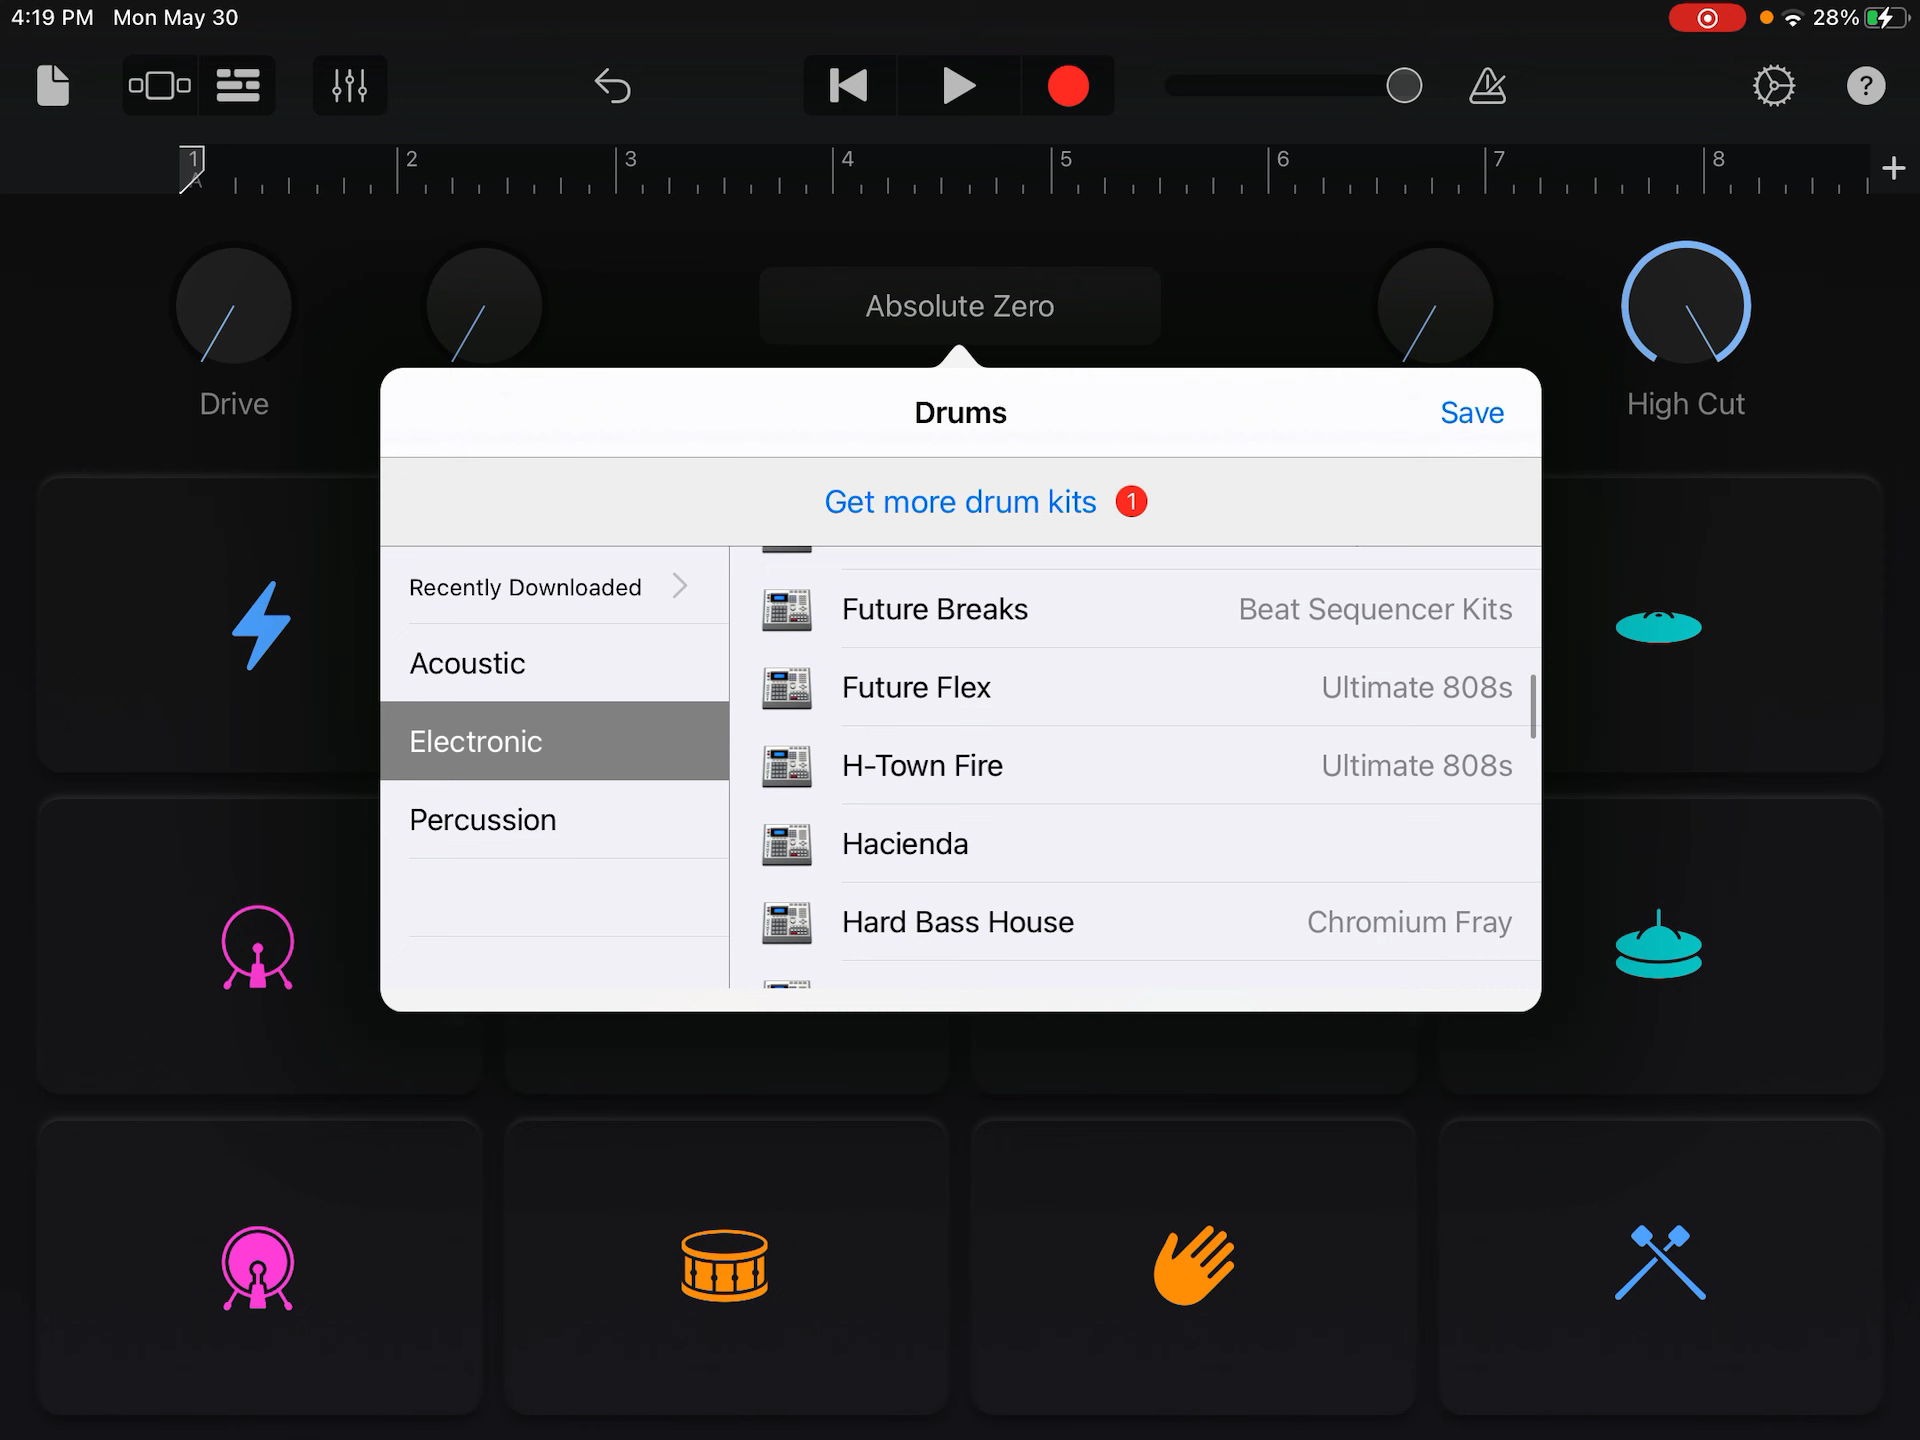 4:19 PM Mon May 30 28%
?
1 2 3 4 5 6 7 8 +
A
Absolute Zero
Drive High Cut
Drums Save
Get more drum kits 1
Recently Downloaded
Acoustic
Electronic
Percussion
Future Breaks Beat Sequencer Kits
Future Flex Ultimate 808s
H-Town Fire Ultimate 808s
Hacienda
Hard Bass House Chromium Fray